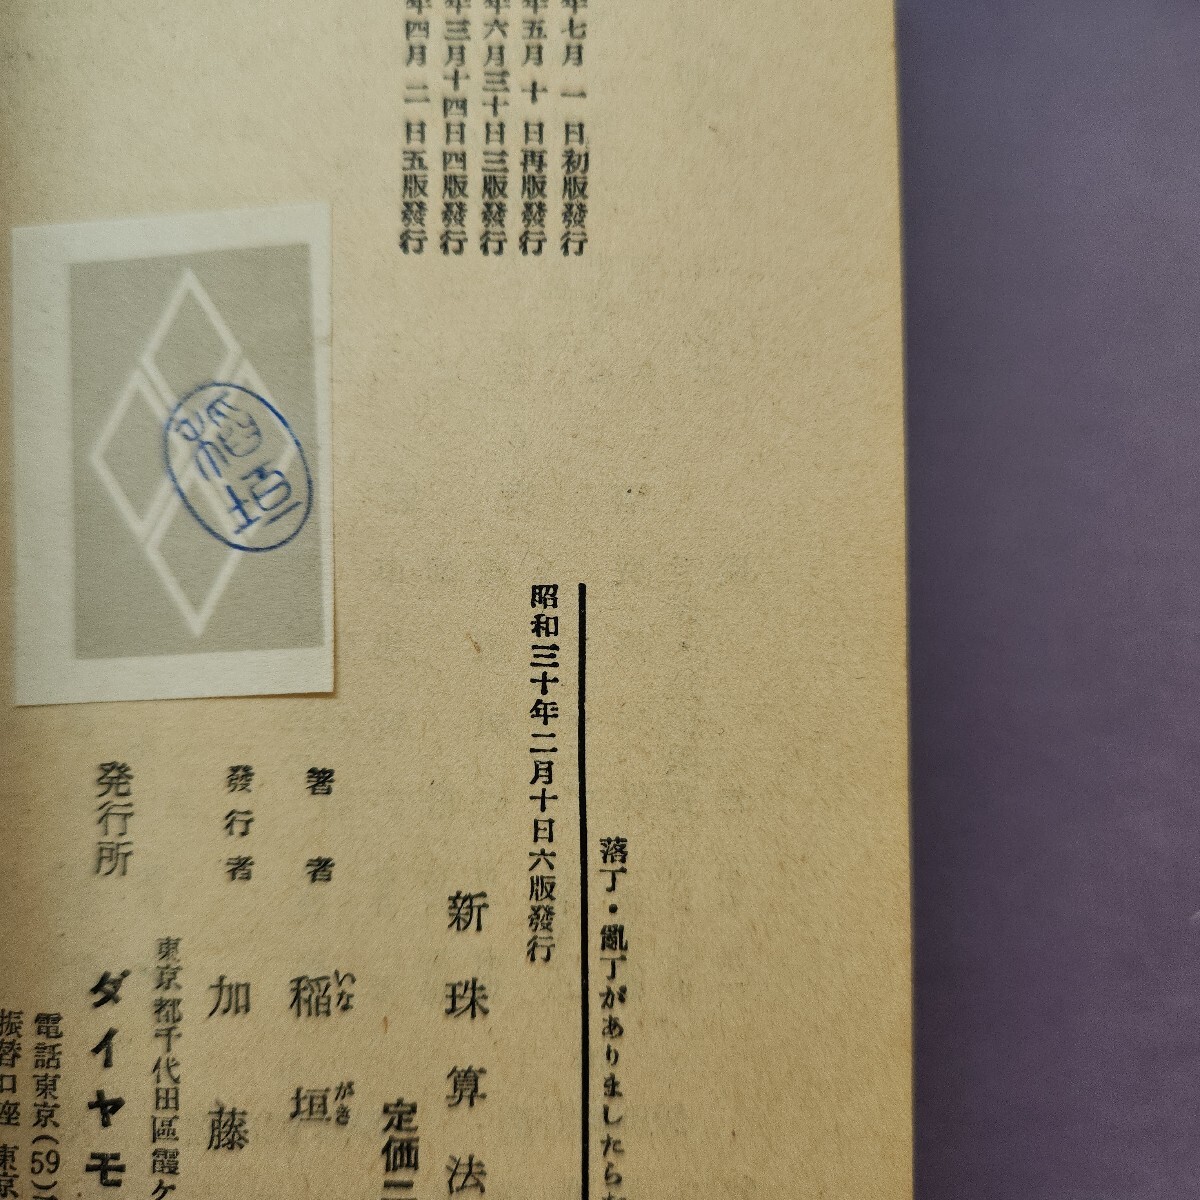 年七月一日初版發行
年五月十日再版發行
年六月三十日三版發行
年三月十四日四版發行
年四月二日五版發行
稲垣
落丁・亂丁がありましたら
昭和三十年二月十日六版發行
新珠算法
定価二
著者 稲垣
いながき
發行者 加藤
東京都千代田區霞ケ
発行所 ダイヤモ
電話東京(59)
振替口座 東京